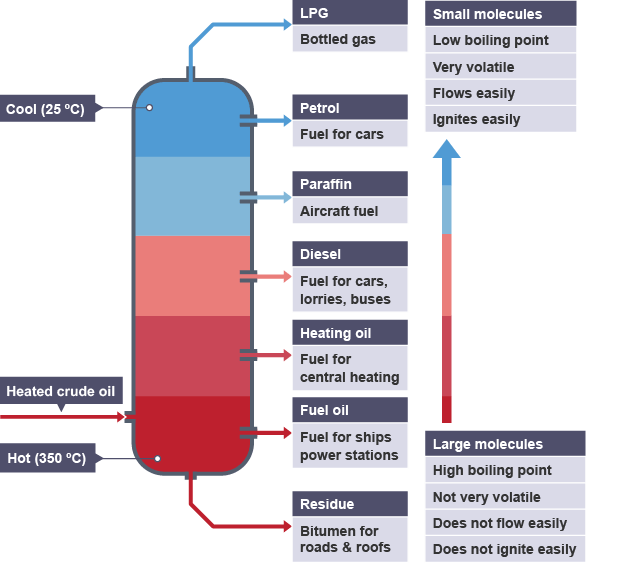 LPG
Bottled gas
Cool (25 ºC)
Petrol
Fuel for cars
Paraffin
Aircraft fuel
Diesel
Fuel for cars,
lorries, buses
Heating oil
Fuel for
central heating
Heated crude oil
Fuel oil
Fuel for ships
power stations
Hot (350 ºC)
Residue
Bitumen for
roads & roofs
Small molecules
Low boiling point
Very volatile
Flows easily
Ignites easily
Large molecules
High boiling point
Not very volatile
Does not flow easily
Does not ignite easily